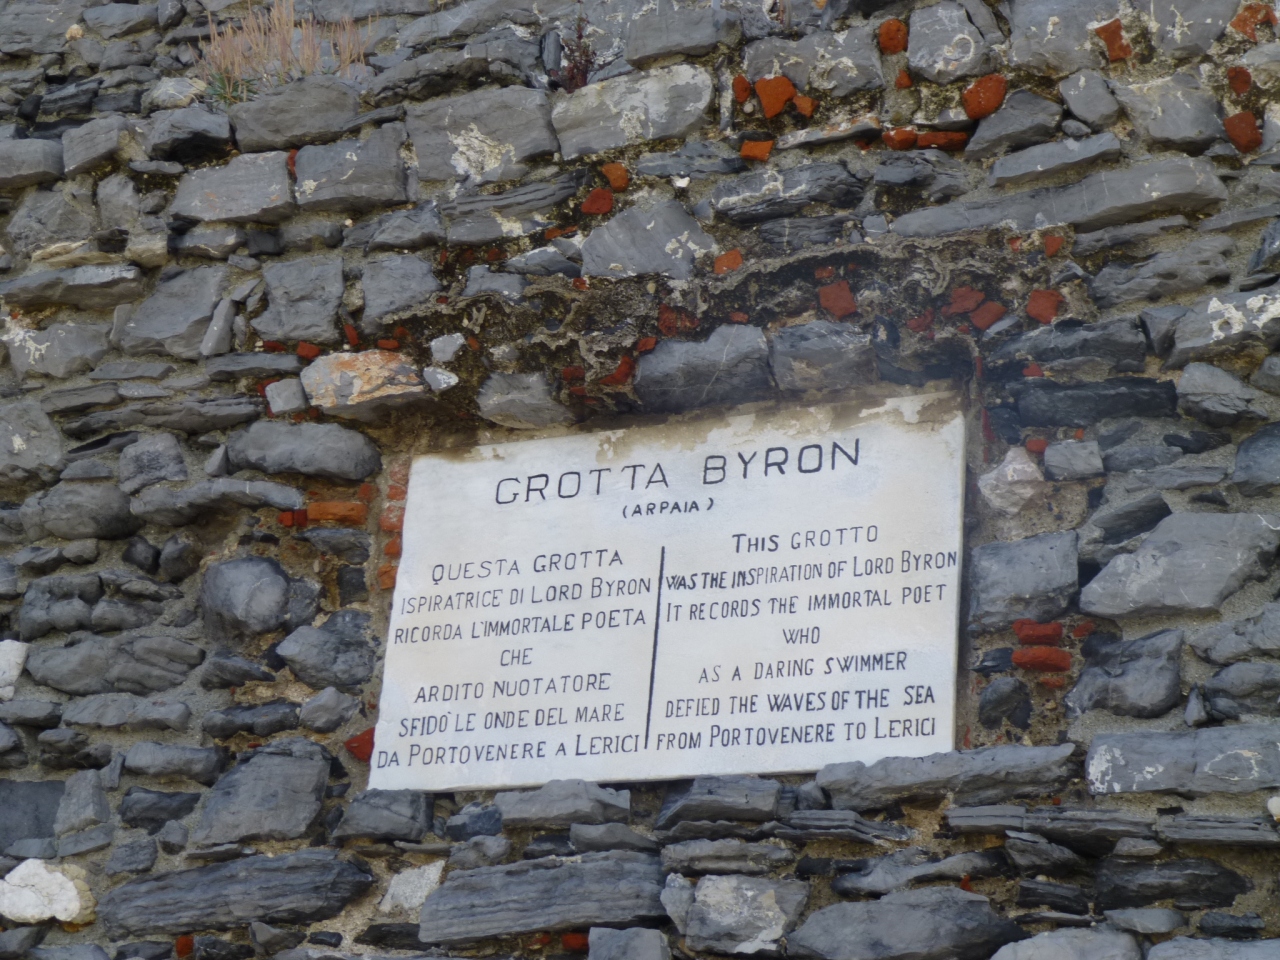 GROTTA BYRON
(ARPAIA)
QUESTA GROTTA
ISPIRATRICE DI LORD BYRON
RICORDA L'IMMORTALE POETA
CHE
ARDITO NUOTATORE
SFIDO` LE ONDE DEL MARE
DA PORTOVENERE A LERICI
THIS GROTTO
WAS THE INSPIRATION OF LORD BYRON
IT RECORDS THE IMMORTAL POET
WHO
AS A DARING SWIMMER
DEFIED THE WAVES OF THE SEA
FROM PORTOVENERE TO LERICI